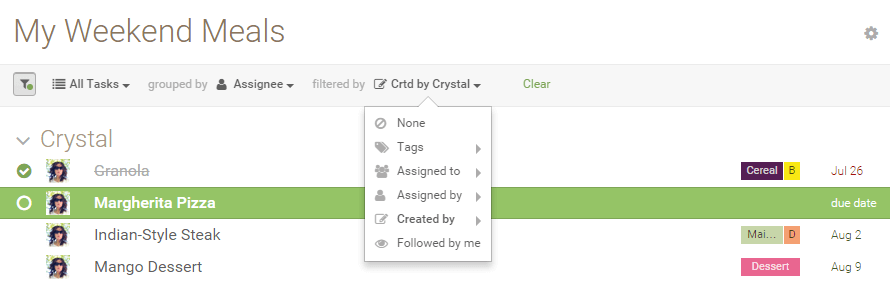 My Weekend Meals
All Tasks grouped by Assignee filtered by Crtd by Crystal Clear
None
Tags
Assigned to
Assigned by
Created by
Followed by me
Crystal
Granola Cereal B Jul 26
Margherita Pizza due date
Indian-Style Steak Mai... D Aug 2
Mango Dessert Dessert Aug 9